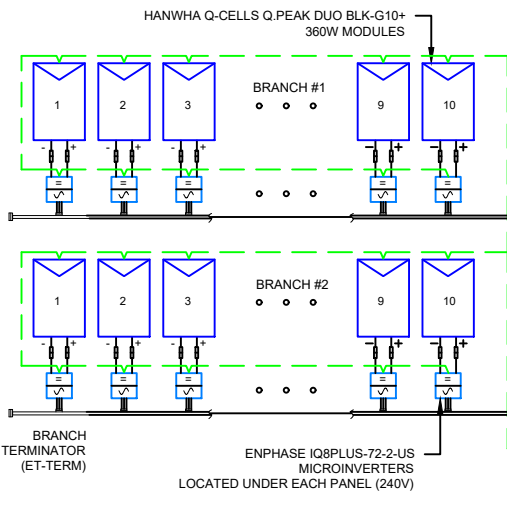 HANWHA Q-CELLS Q.PEAK DUO BLK-G10+
360W MODULES
BRANCH #1
1 2 3 9 10
- + - + - + - + - +
BRANCH #2
1 2 3 9 10
- + - + - + - + - +
BRANCH
TERMINATOR
(ET-TERM)
ENPHASE IQ8PLUS-72-2-US
MICROINVERTERS
LOCATED UNDER EACH PANEL (240V)